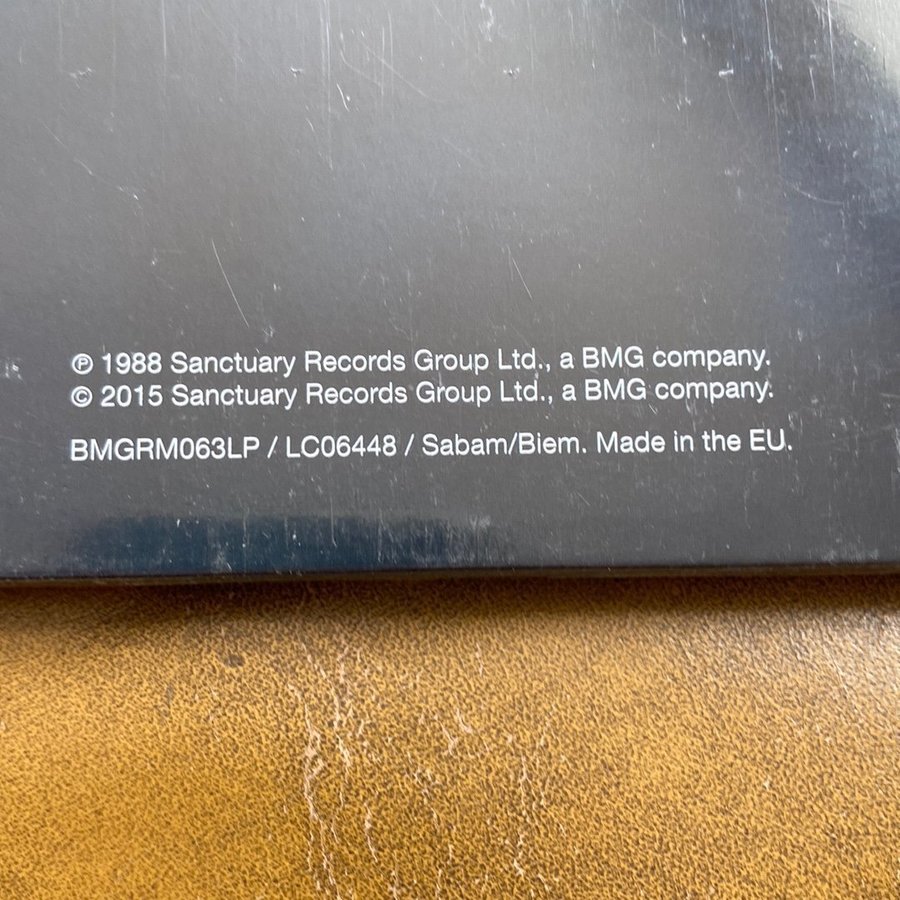 ℗ 1988 Sanctuary Records Group Ltd., a BMG company.
© 2015 Sanctuary Records Group Ltd., a BMG company.
BMGRM063LP / LC06448 / Sabam/Biem. Made in the EU.